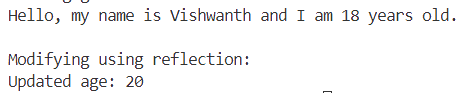 Hello, my name is Vishwanth and I am 18 years old.
Modifying using reflection:
Updated age: 20